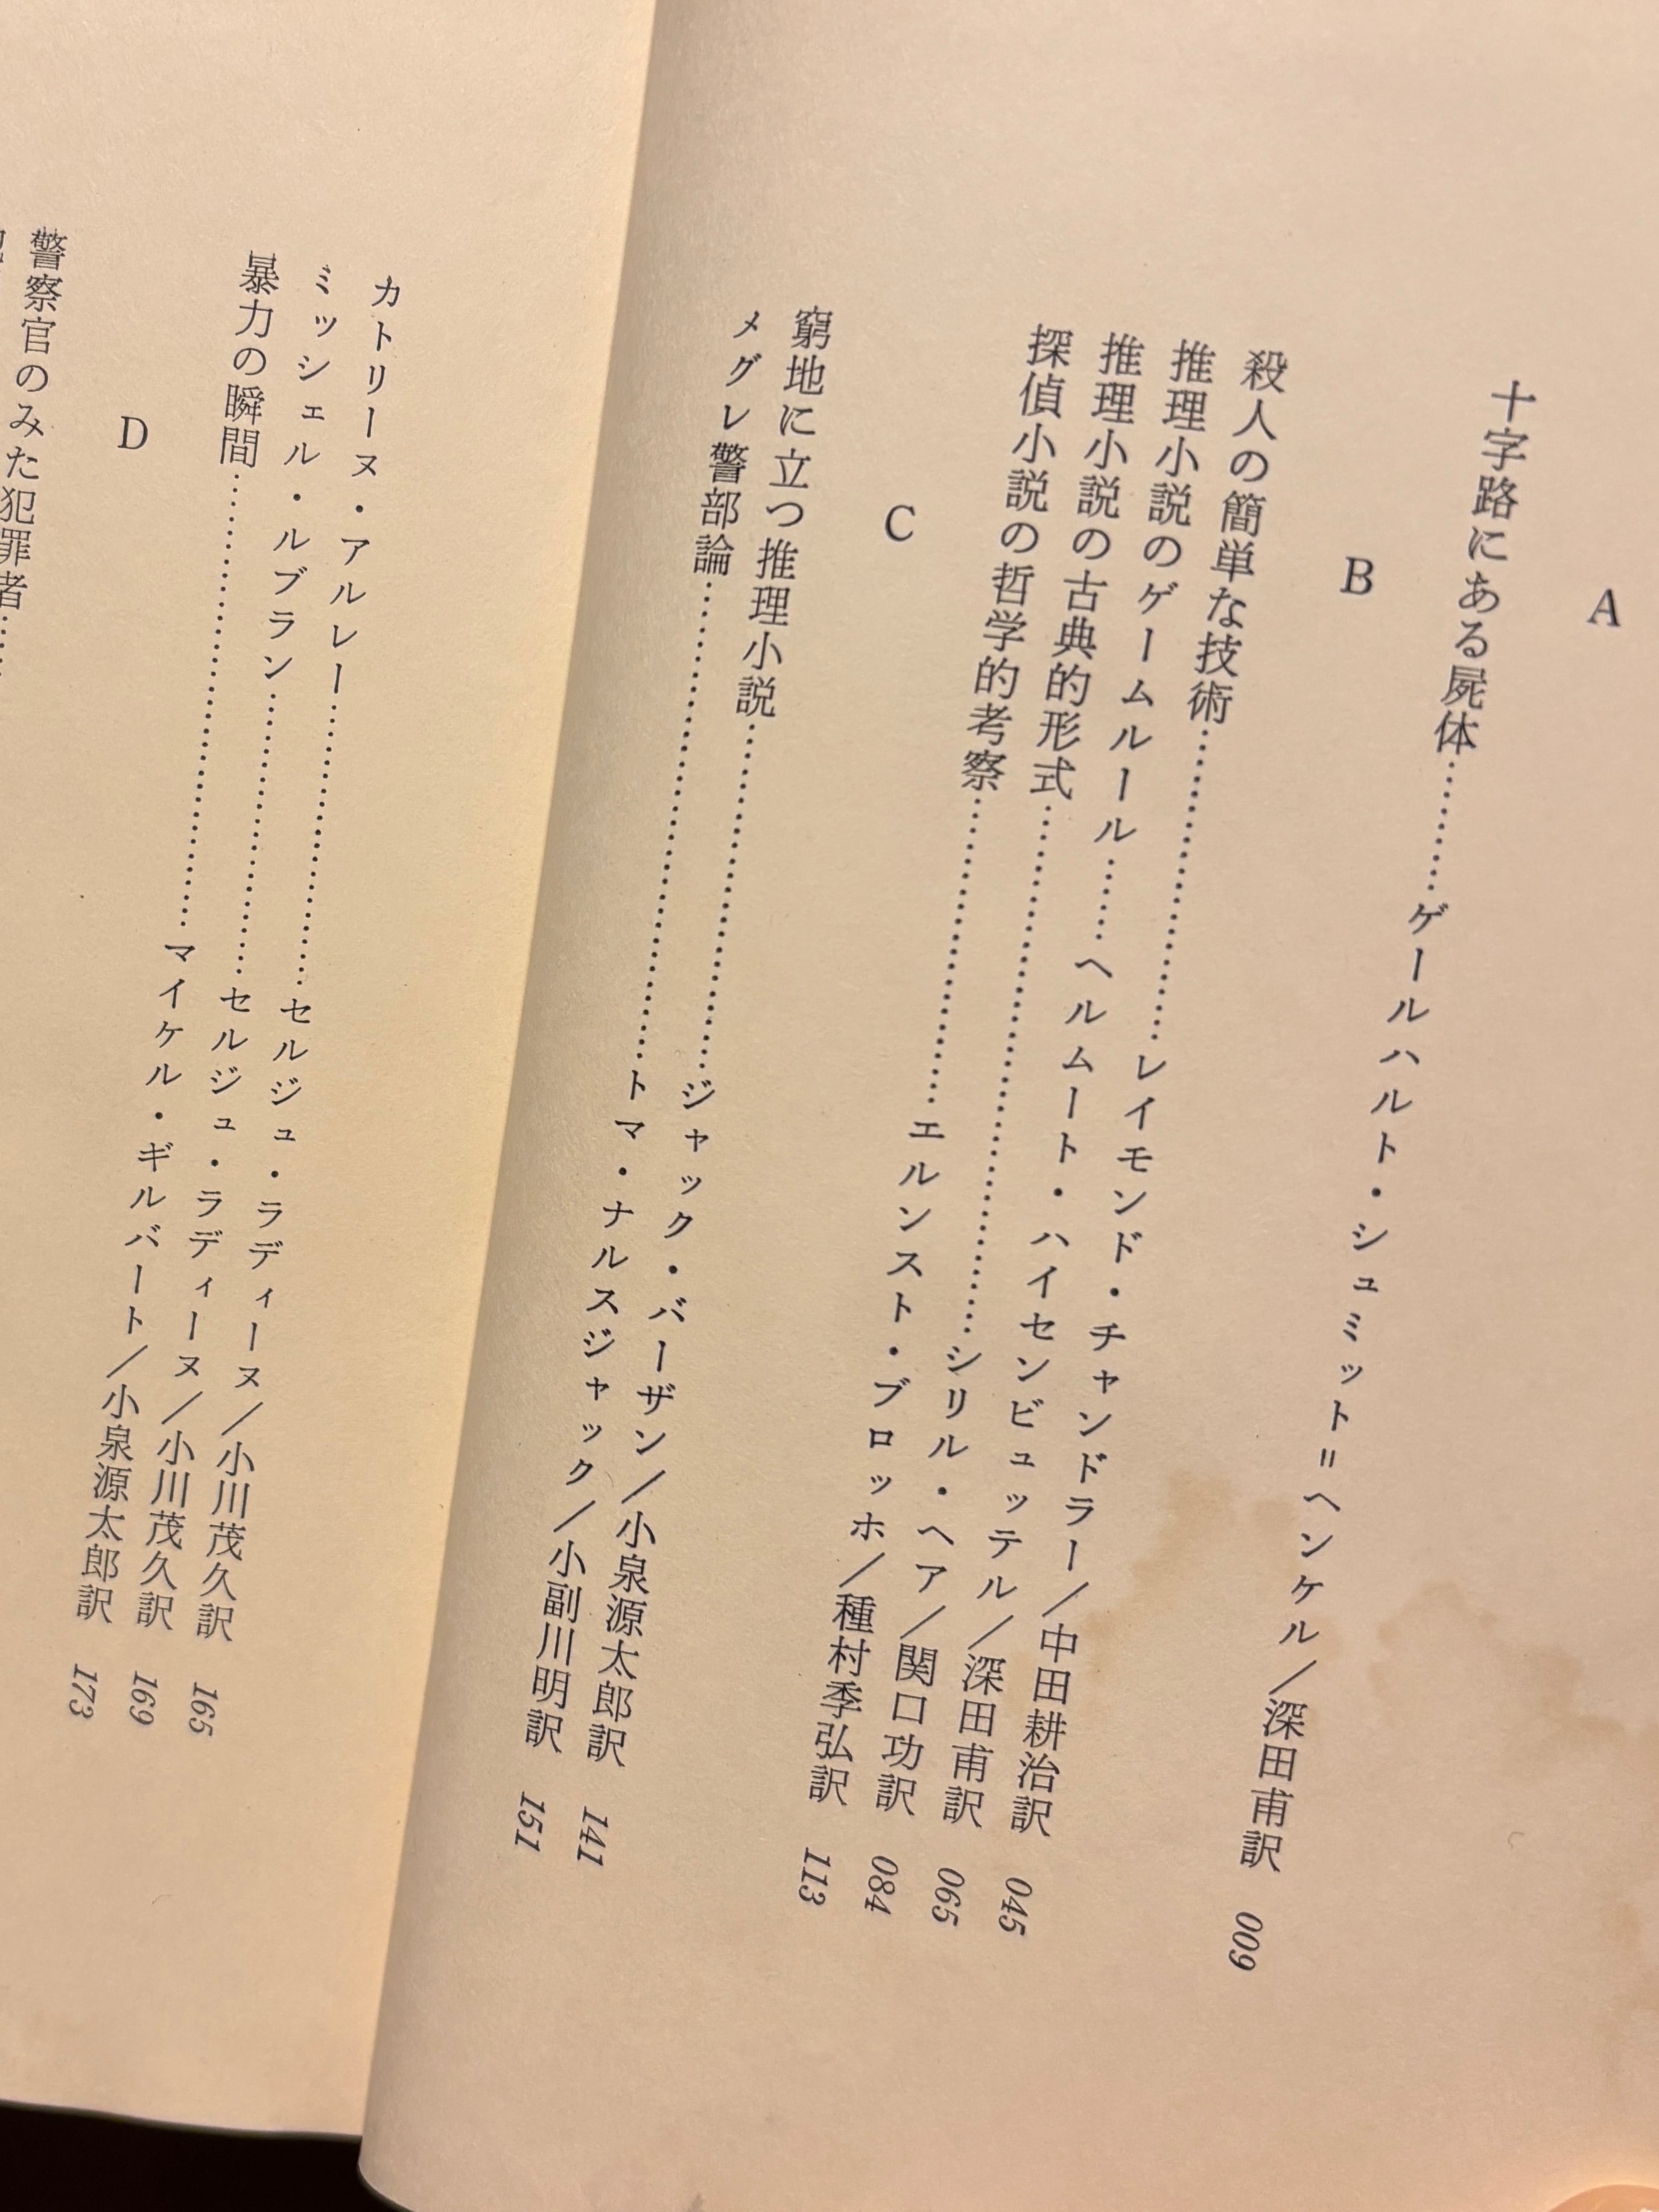 A
十字路にある屍体…………ゲールハルト・シュミット＝ヘンケル／深田甫訳 009
B
殺人の簡単な技術…………レイモンド・チャンドラー／中田耕治訳 045
推理小説のゲームルール……ヘルムート・ハイセンビュッテル／深田甫訳 065
推理小説の古典的形式…………シリル・ヘア／関口功訳 084
探偵小説の哲学的考察…………エルンスト・ブロッホ／種村季弘訳 113
C
窮地に立つ推理小説…………ジャック・バーザン／小泉源太郎訳 141
メグレ警部論…………トマ・ナルスジャック／小副川明訳 151
カトリーヌ・アルレー…………セルジュ・ラディーヌ／小川茂久訳 165
ミッシェル・ルブラン…………セルジュ・ラディーヌ／小川茂久訳 169
暴力の瞬間…………マイケル・ギルバート／小泉源太郎訳 173
D
警察官のみた犯罪者……